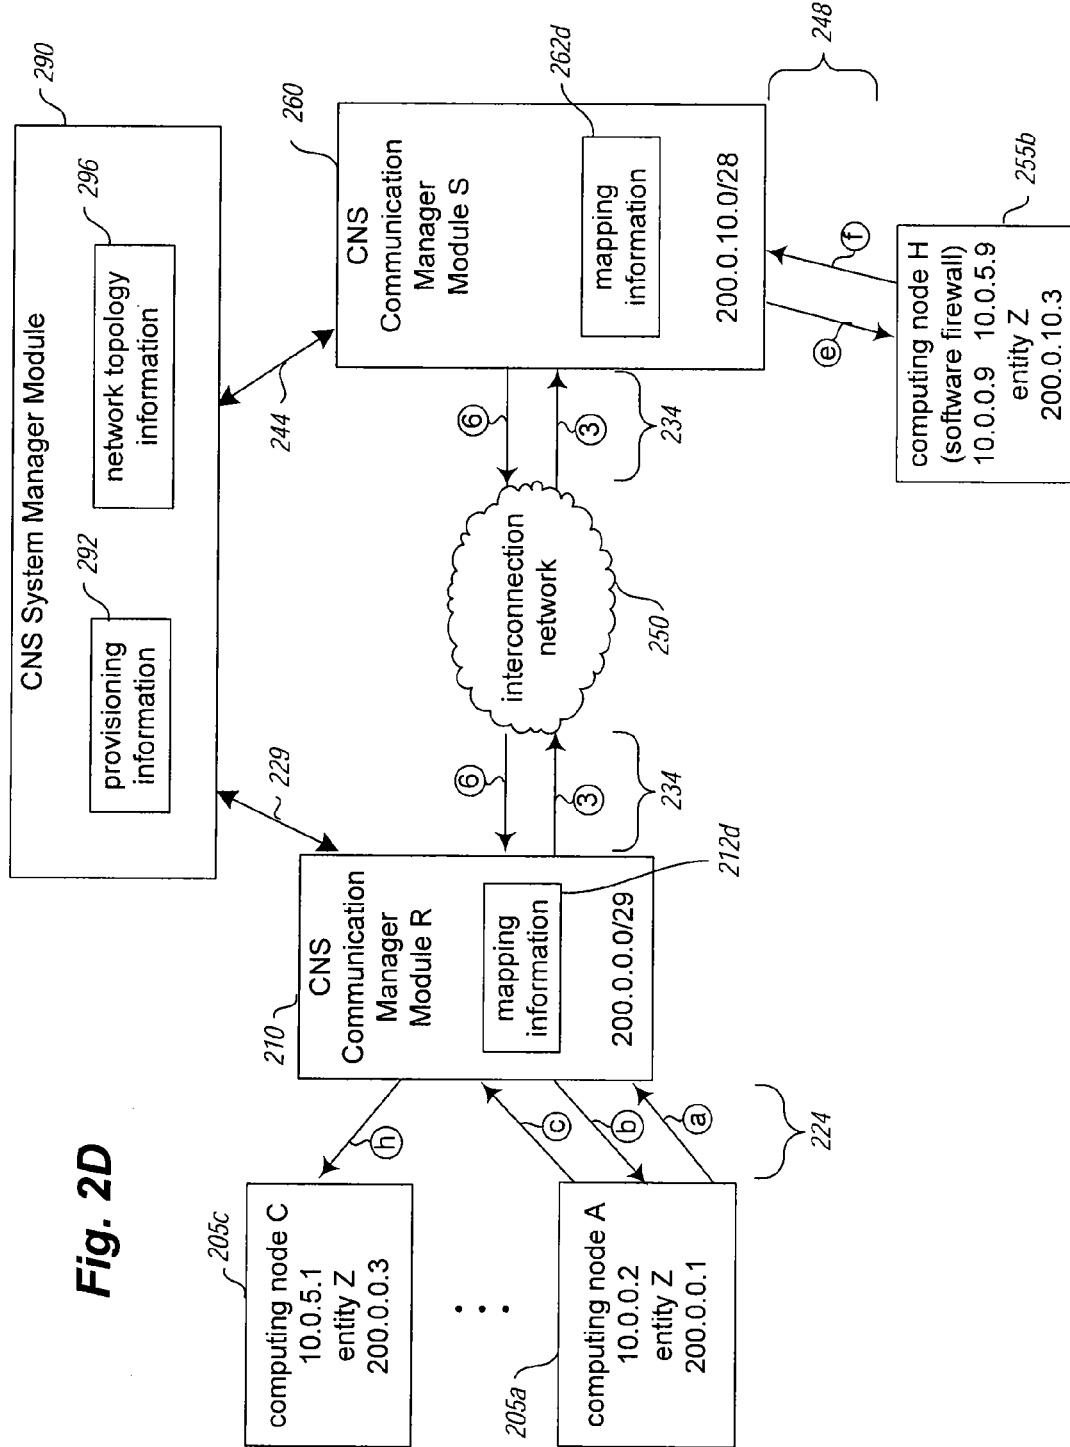 Fig. 2D
CNS System Manager Module
290
provisioning
information
292
network topology
information
296
229
244
210
CNS
Communication
Manager
Module R
mapping
information
212d
200.0.0.0/29
260
CNS
Communication
Manager
Module S
mapping
information
262d
200.0.10.0/28
6
3
234
interconnection
network
250
6
3
234
205c
computing node C
10.0.5.1
entity Z
200.0.0.3
h
205a
computing node A
10.0.0.2
entity Z
200.0.0.1
c
b
a
224
e
f
248
computing node H
(software firewall)
10.0.0.9 10.0.5.9
entity Z
200.0.10.3
255b